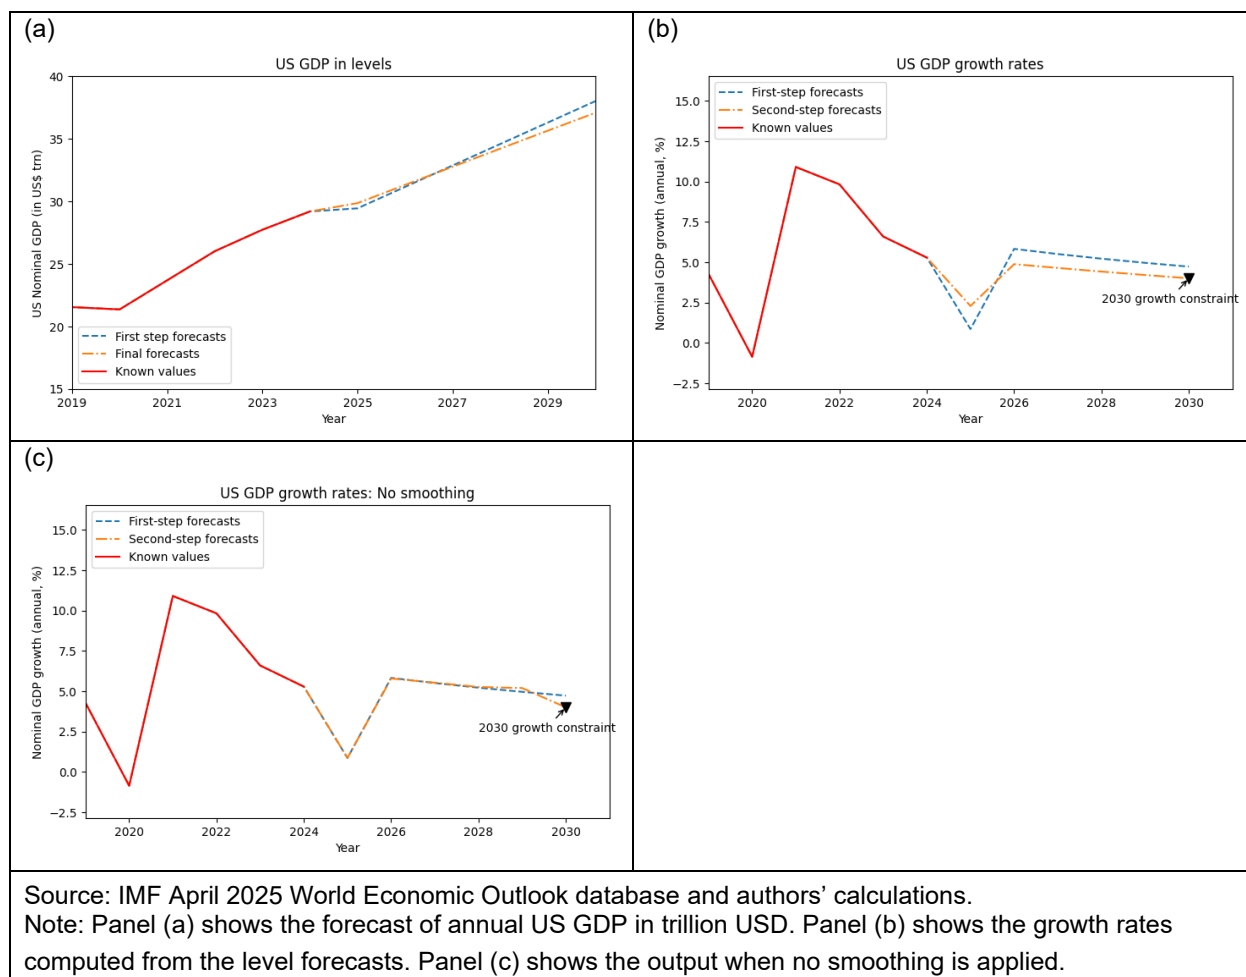 (a)
US GDP in levels
US Nominal GDP (in US$ trn)
40
35
30
25
20
15
First step forecasts
Final forecasts
Known values
2019 2021 2023 2025 2027 2029
Year
(b)
US GDP growth rates
Nominal GDP growth (annual, %)
15.0
12.5
10.0
7.5
5.0
2.5
0.0
−2.5
First-step forecasts
Second-step forecasts
Known values
2030 growth constraint
2020 2022 2024 2026 2028 2030
Year
(c)
US GDP growth rates: No smoothing
Nominal GDP growth (annual, %)
15.0
12.5
10.0
7.5
5.0
2.5
0.0
−2.5
First-step forecasts
Second-step forecasts
Known values
2030 growth constraint
2020 2022 2024 2026 2028 2030
Year
Source: IMF April 2025 World Economic Outlook database and authors’ calculations.
Note: Panel (a) shows the forecast of annual US GDP in trillion USD. Panel (b) shows the growth rates
computed from the level forecasts. Panel (c) shows the output when no smoothing is applied.